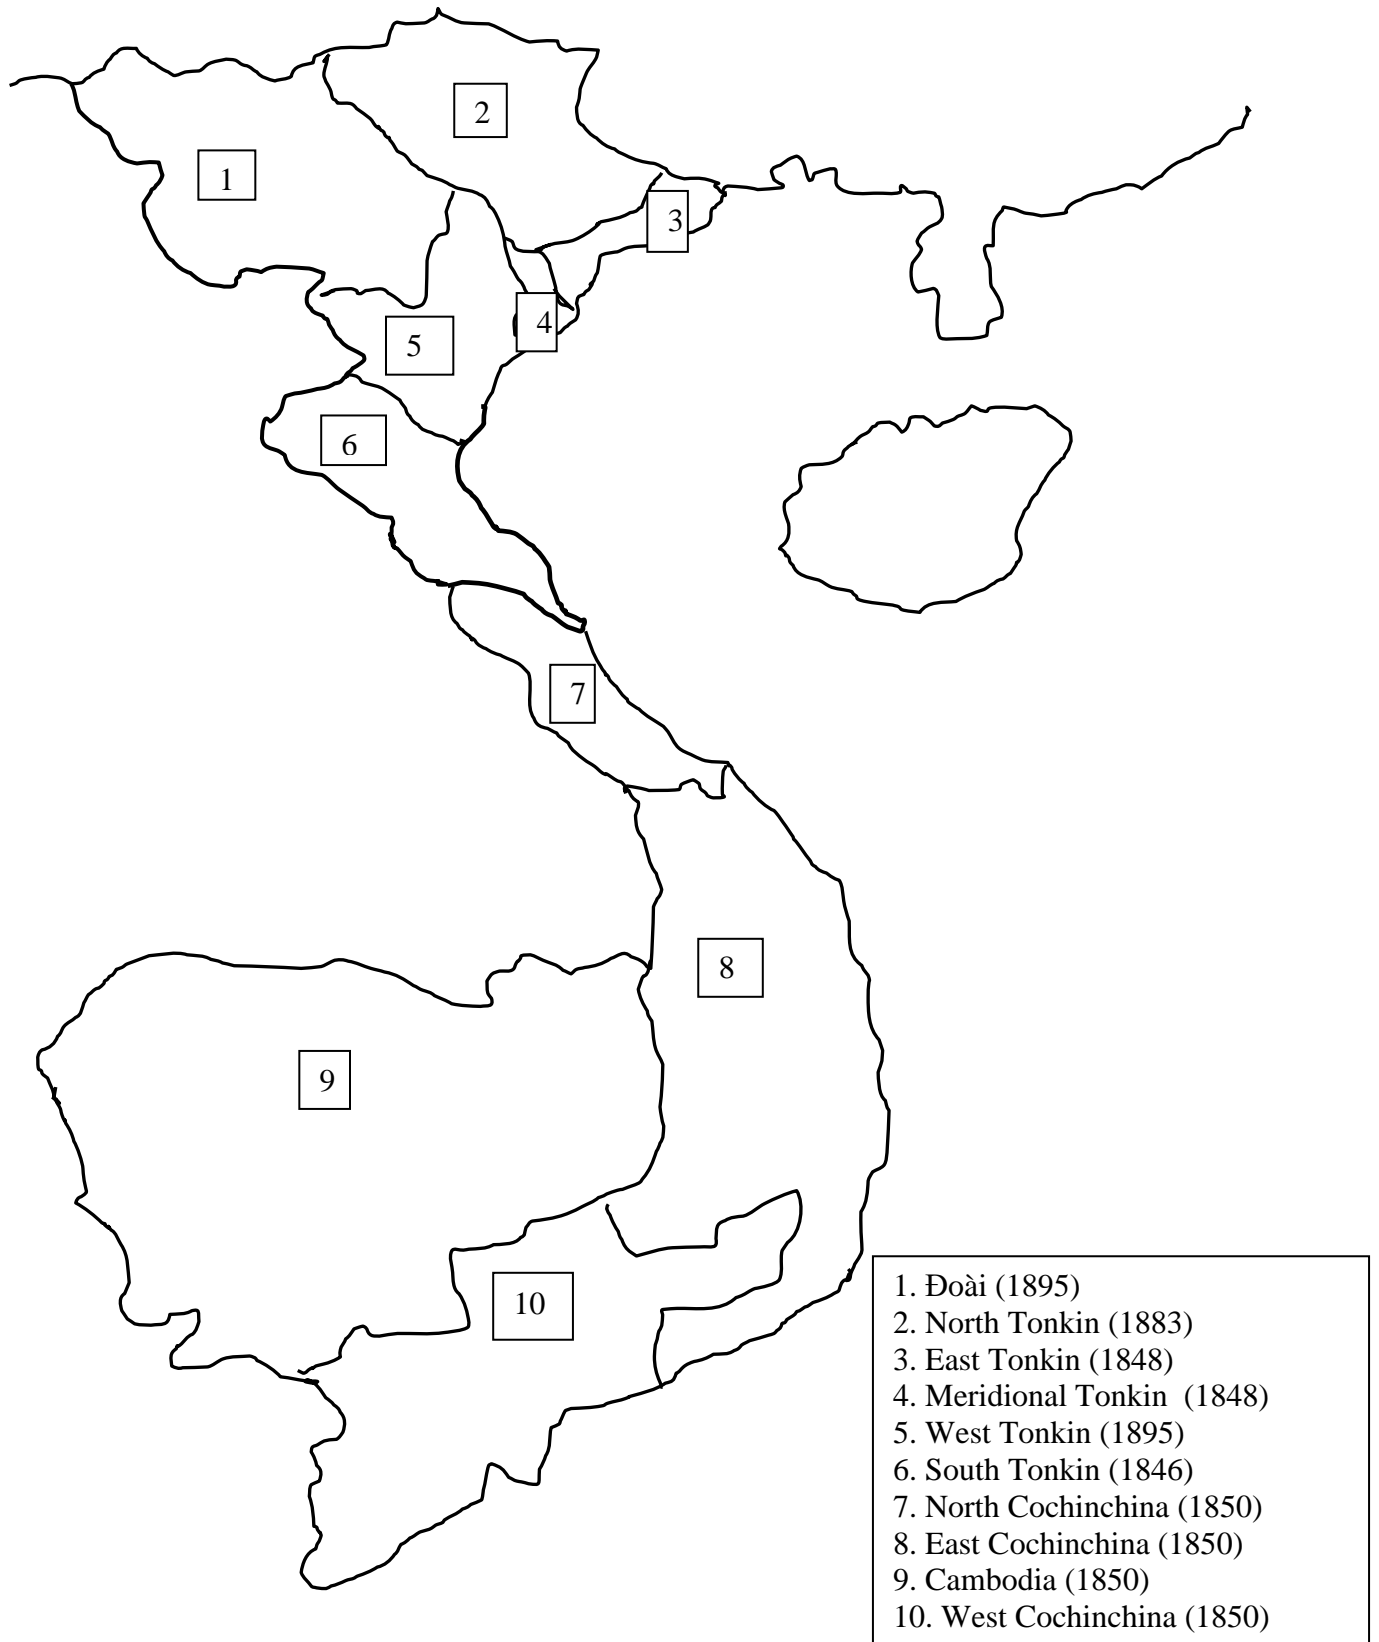 2
1
3
4
5
6
7
8
9
10
1. Đoài (1895)
2. North Tonkin (1883)
3. East Tonkin (1848)
4. Meridional Tonkin (1848)
5. West Tonkin (1895)
6. South Tonkin (1846)
7. North Cochinchina (1850)
8. East Cochinchina (1850)
9. Cambodia (1850)
10. West Cochinchina (1850)